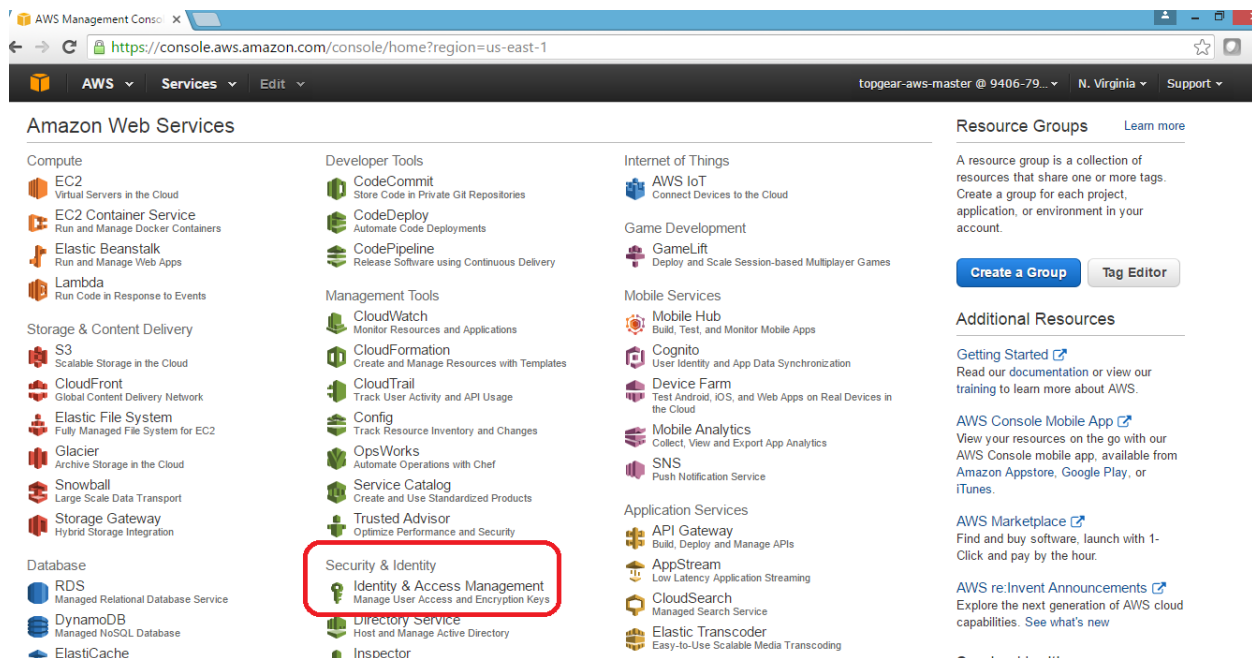 AWS Management Conso
https://console.aws.amazon.com/console/home?region=us-east-1
AWS Services Edit topgear-aws-master @ 9406-79... N. Virginia Support
Amazon Web Services
Compute
EC2
Virtual Servers in the Cloud
EC2 Container Service
Run and Manage Docker Containers
Elastic Beanstalk
Run and Manage Web Apps
Lambda
Run Code in Response to Events
Storage & Content Delivery
S3
Scalable Storage in the Cloud
CloudFront
Global Content Delivery Network
Elastic File System
Fully Managed File System for EC2
Glacier
Archive Storage in the Cloud
Snowball
Large Scale Data Transport
Storage Gateway
Hybrid Storage Integration
Database
RDS
Managed Relational Database Service
DynamoDB
Managed NoSQL Database
ElastiCache
Developer Tools
CodeCommit
Store Code in Private Git Repositories
CodeDeploy
Automate Code Deployments
CodePipeline
Release Software using Continuous Delivery
Management Tools
CloudWatch
Monitor Resources and Applications
CloudFormation
Create and Manage Resources with Templates
CloudTrail
Track User Activity and API Usage
Config
Track Resource Inventory and Changes
OpsWorks
Automate Operations with Chef
Service Catalog
Create and Use Standardized Products
Trusted Advisor
Optimize Performance and Security
Security & Identity
Identity & Access Management
Manage User Access and Encryption Keys
Directory Service
Host and Manage Active Directory
Inspector
Internet of Things
AWS IoT
Connect Devices to the Cloud
Game Development
GameLift
Deploy and Scale Session-based Multiplayer Games
Mobile Services
Mobile Hub
Build, Test, and Monitor Mobile Apps
Cognito
User Identity and App Data Synchronization
Device Farm
Test Android, iOS, and Web Apps on Real Devices in
the Cloud
Mobile Analytics
Collect, View and Export App Analytics
SNS
Push Notification Service
Application Services
API Gateway
Build, Deploy and Manage APIs
AppStream
Low Latency Application Streaming
CloudSearch
Managed Search Service
Elastic Transcoder
Easy-to-Use Scalable Media Transcoding
Resource Groups Learn more
A resource group is a collection of
resources that share one or more tags.
Create a group for each project,
application, or environment in your
account.
Create a Group Tag Editor
Additional Resources
Getting Started
Read our documentation or view our
training to learn more about AWS.
AWS Console Mobile App
View your resources on the go with our
AWS Console mobile app, available from
Amazon Appstore, Google Play, or
iTunes.
AWS Marketplace
Find and buy software, launch with 1-
Click and pay by the hour.
AWS re:Invent Announcements
Explore the next generation of AWS cloud
capabilities. See what's new